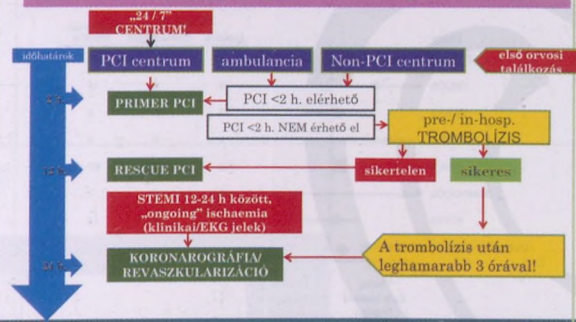 „24 / 7"
CENTRUM!
időhatárok
PCI centrum
ambulancia
Non-PCI centrum
első orvosi
találkozás
PRIMER PCI
PCI <2 h. elérhető
PCI <2 h. NEM érhető el
pre-/ in-hosp.
TROMBOLÍZIS
RESCUE PCI
sikertelen
sikeres
STEMI 12-24 h között,
„ongoing" ischaemia
(klinikai/EKG jelek)
KORONAROGRÁFIA/
REVASZKULARIZÁCIÓ
A trombolízis után
leghamarabb 3 órával!